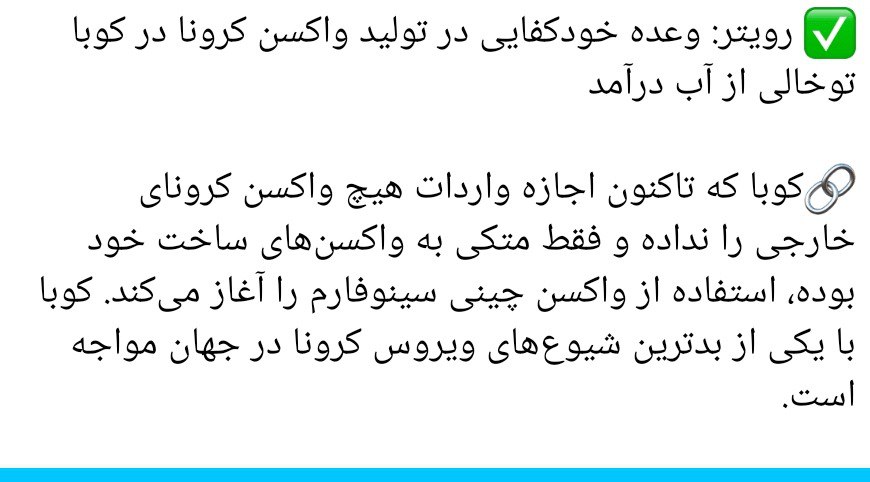 ✅ رویتر: وعده خودکفایی در تولید واکسن کرونا در کوبا
توخالی از آب درآمد
🔗کوبا که تاکنون اجازه واردات هیچ واکسن کرونای
خارجی را نداده و فقط متکی به واکسن‌های ساخت خود
بوده، استفاده از واکسن چینی سینوفارم را آغاز می‌کند. کوبا
با یکی از بدترین شیوع‌های ویروس کرونا در جهان مواجه
است.